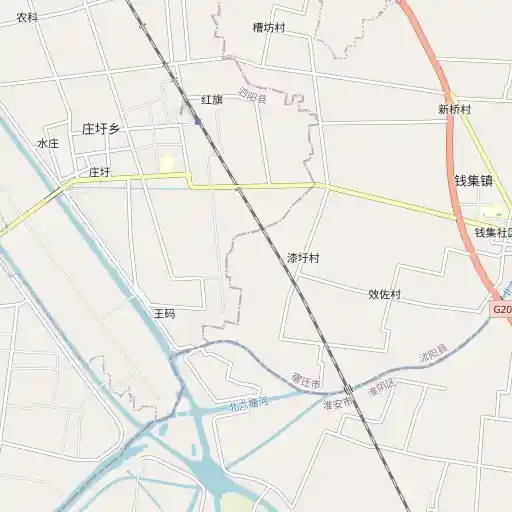 农科
槽坊村
红旗
泗阳县
新桥村
庄圩乡
水庄
庄圩
钱集镇
钱集社区
漆圩村
效佐村
王码
G20
沭阳县
宿迁市
淮阴区
北六塘河
淮安市